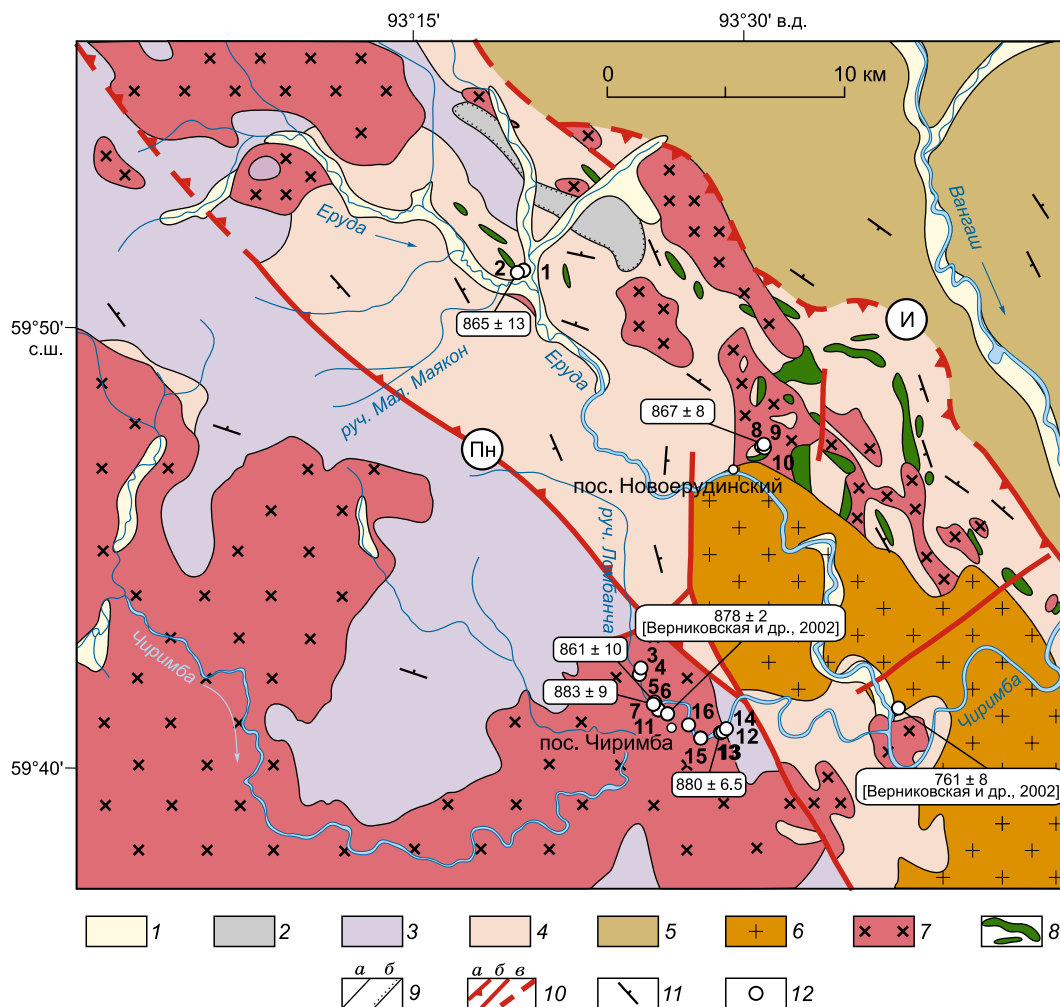 93°15' 93°30' в.д.
0 10 км
Вангаш
Еруда
2 1
865 ± 13
И
59°50'
с.ш.
руч. Мал. Маякон
Еруда
867 ± 8
8 9
10
Пн
пос. Новоерудинский
руч. Ломбанча
878 ± 2
[Верниковская и др., 2002]
861 ± 10
3
4
Чиримба
883 ± 9
5 6
7
11
16
14
12
13
15
пос. Чиримба
Чиримба
59°40'
880 ± 6.5
761 ± 8
[Верниковская и др., 2002]
1 2 3 4 5 6 7 8
а б 9 а б в 10 11 12